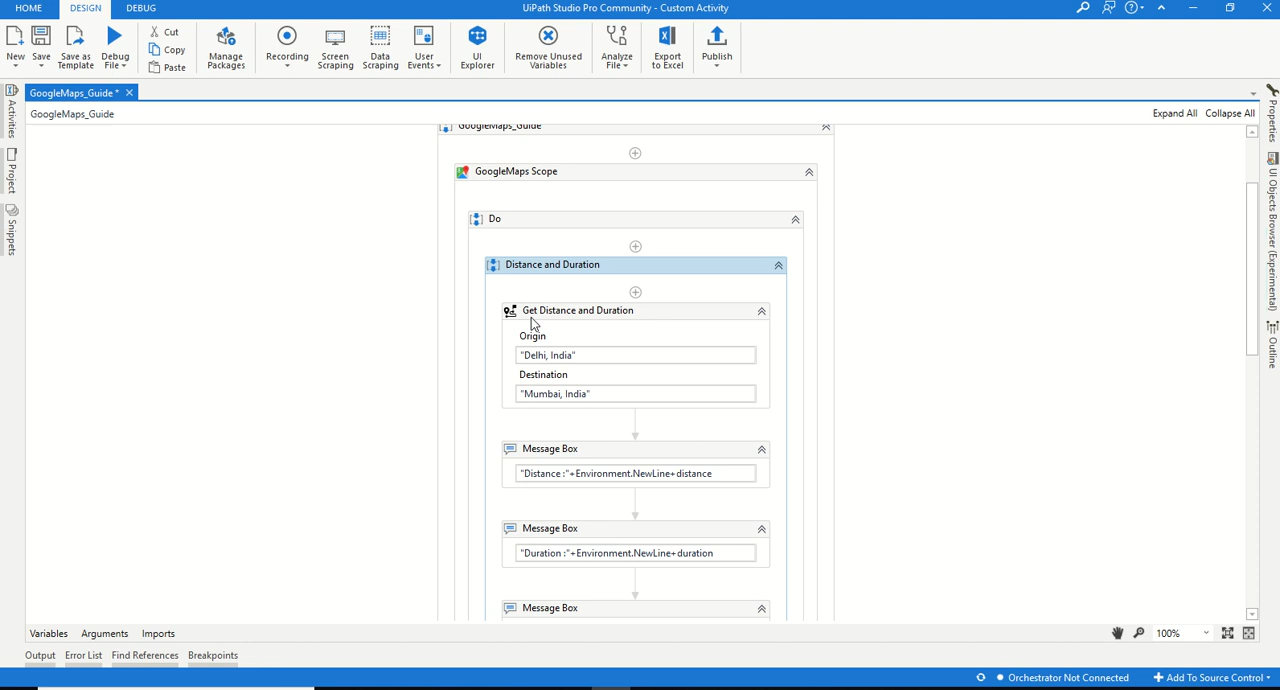 HOME DESIGN DEBUG
UiPath Studio Pro Community - Custom Activity
New Save Save as Template Debug File
Cut
Copy
Paste
Manage Packages
Recording
Screen Scraping
Data Scraping
User Events
UI Explorer
Remove Unused Variables
Analyze File
Export to Excel
Publish
GoogleMaps_Guide *
GoogleMaps_Guide
Expand All Collapse All
Activities
Project
Snippets
GoogleMaps_Guide
GoogleMaps Scope
Do
Distance and Duration
Get Distance and Duration
Origin
"Delhi, India"
Destination
"Mumbai, India"
Message Box
"Distance :"+Environment.NewLine+distance
Message Box
"Duration :"+Environment.NewLine+duration
Message Box
Properties
UI Objects Browser (Experimental)
Outline
Variables Arguments Imports
100%
Output Error List Find References Breakpoints
Orchestrator Not Connected
Add To Source Control